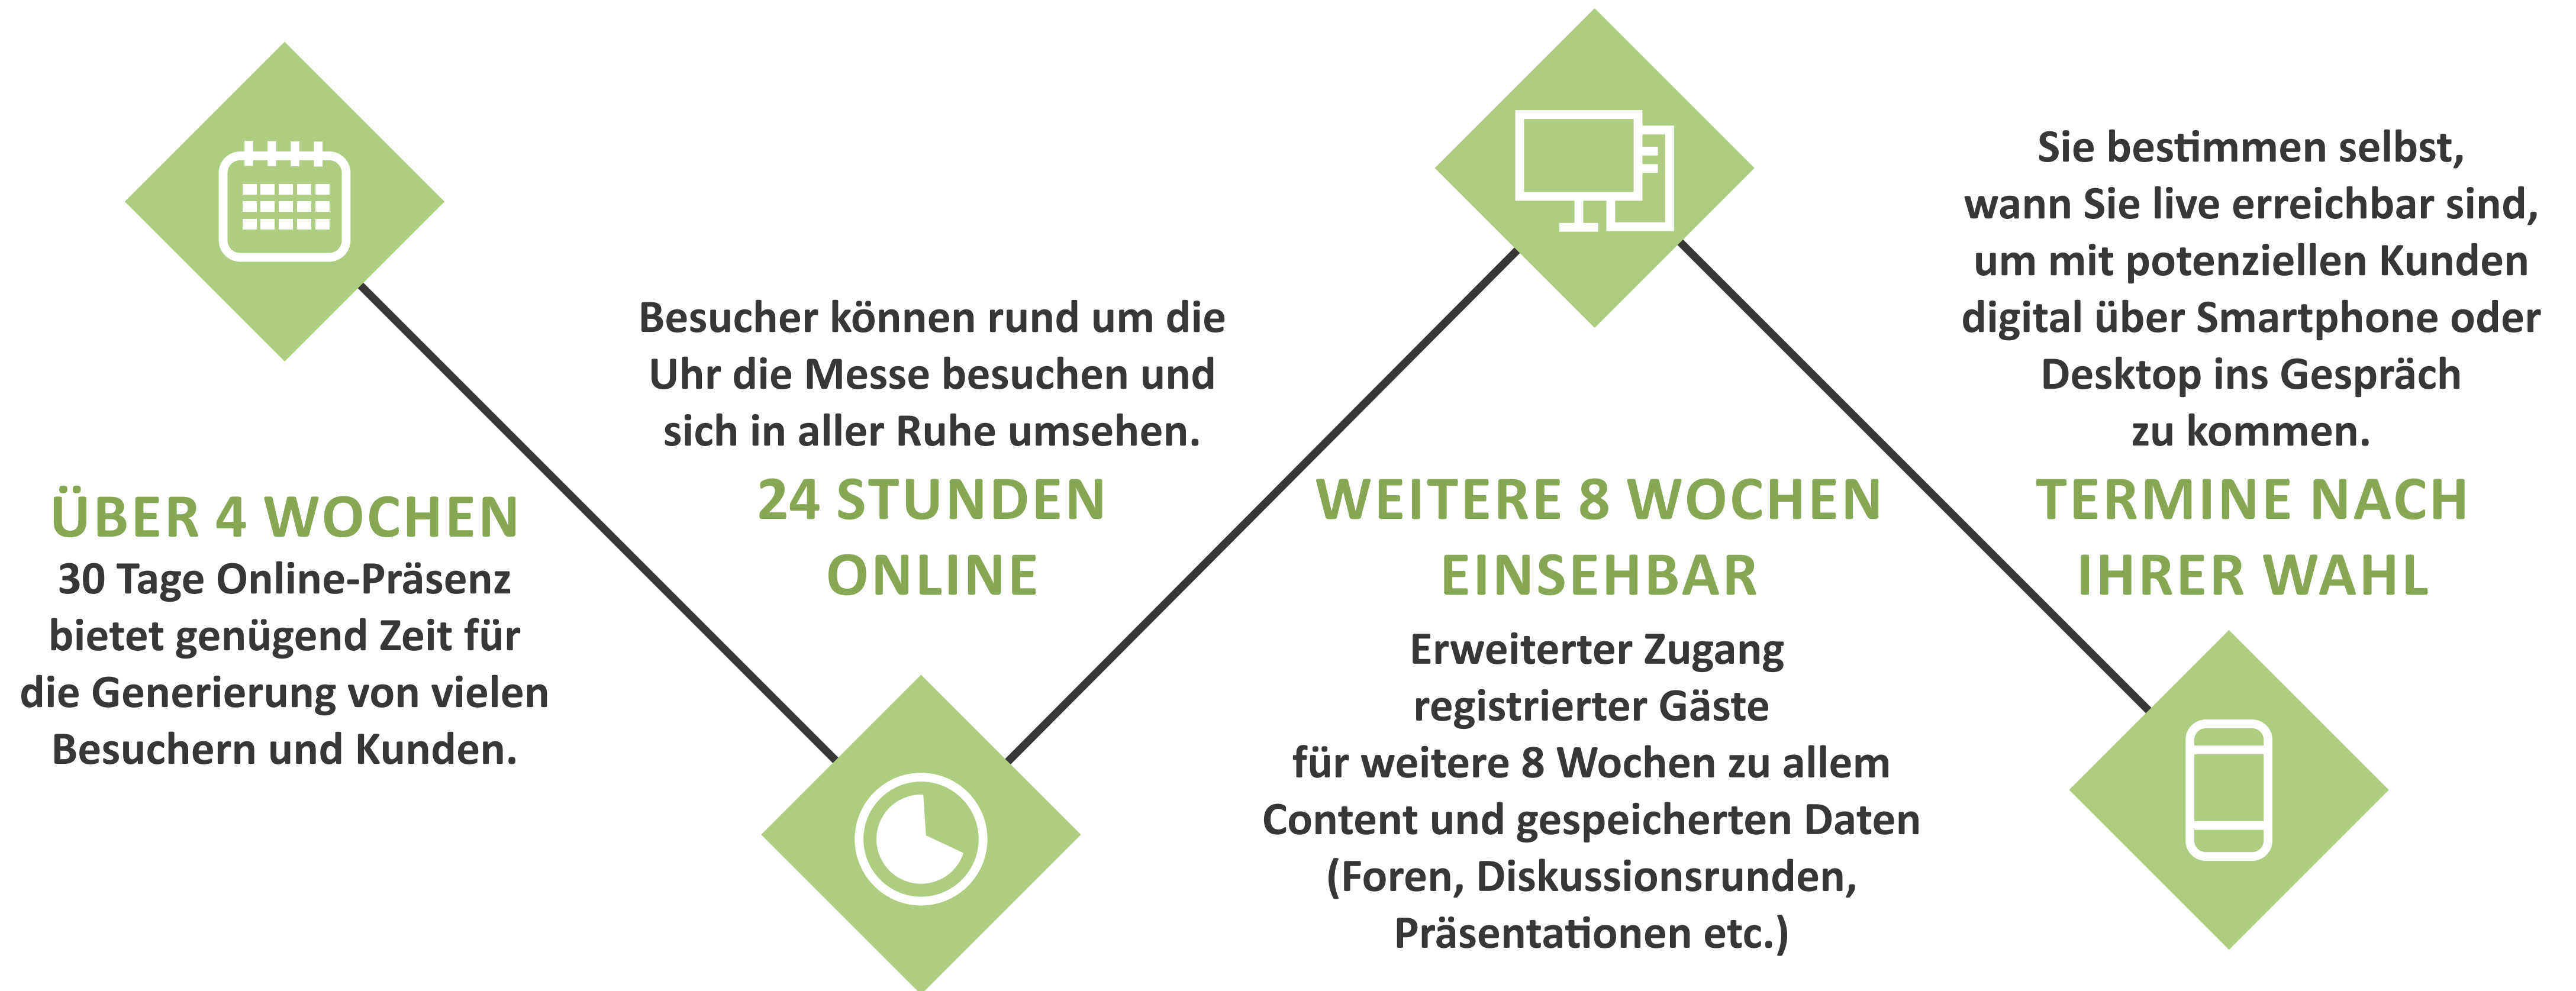 ÜBER 4 WOCHEN
30 Tage Online-Präsenz
bietet genügend Zeit für
die Generierung von vielen
Besuchern und Kunden.
Besucher können rund um die
Uhr die Messe besuchen und
sich in aller Ruhe umsehen.
24 STUNDEN
ONLINE
WEITERE 8 WOCHEN
EINSEHBAR
Erweiterter Zugang
registrierter Gäste
für weitere 8 Wochen zu allem
Content und gespeicherten Daten
(Foren, Diskussionsrunden,
Präsentationen etc.)
Sie bestimmen selbst,
wann Sie live erreichbar sind,
um mit potenziellen Kunden
digital über Smartphone oder
Desktop ins Gespräch
zu kommen.
TERMINE NACH
IHRER WAHL